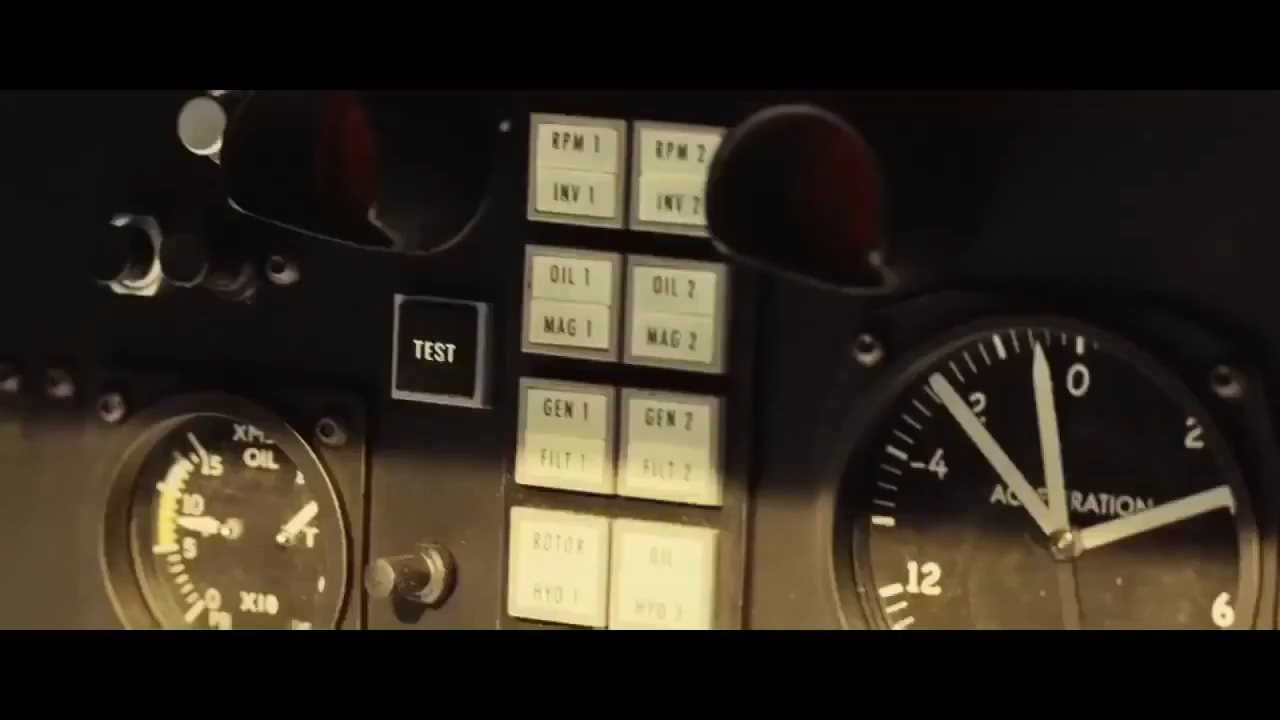 RPM 1
INV 1
RPM 2
INV 2
OIL 1
MAG 1
OIL 2
MAG 2
TEST
GEN 1
FILT 1
GEN 2
FILT 2
ROTOR
HYD 1
OIL
HYD 2
OIL
15
10
5
0
X10
T
0
2
2
-4
12
6